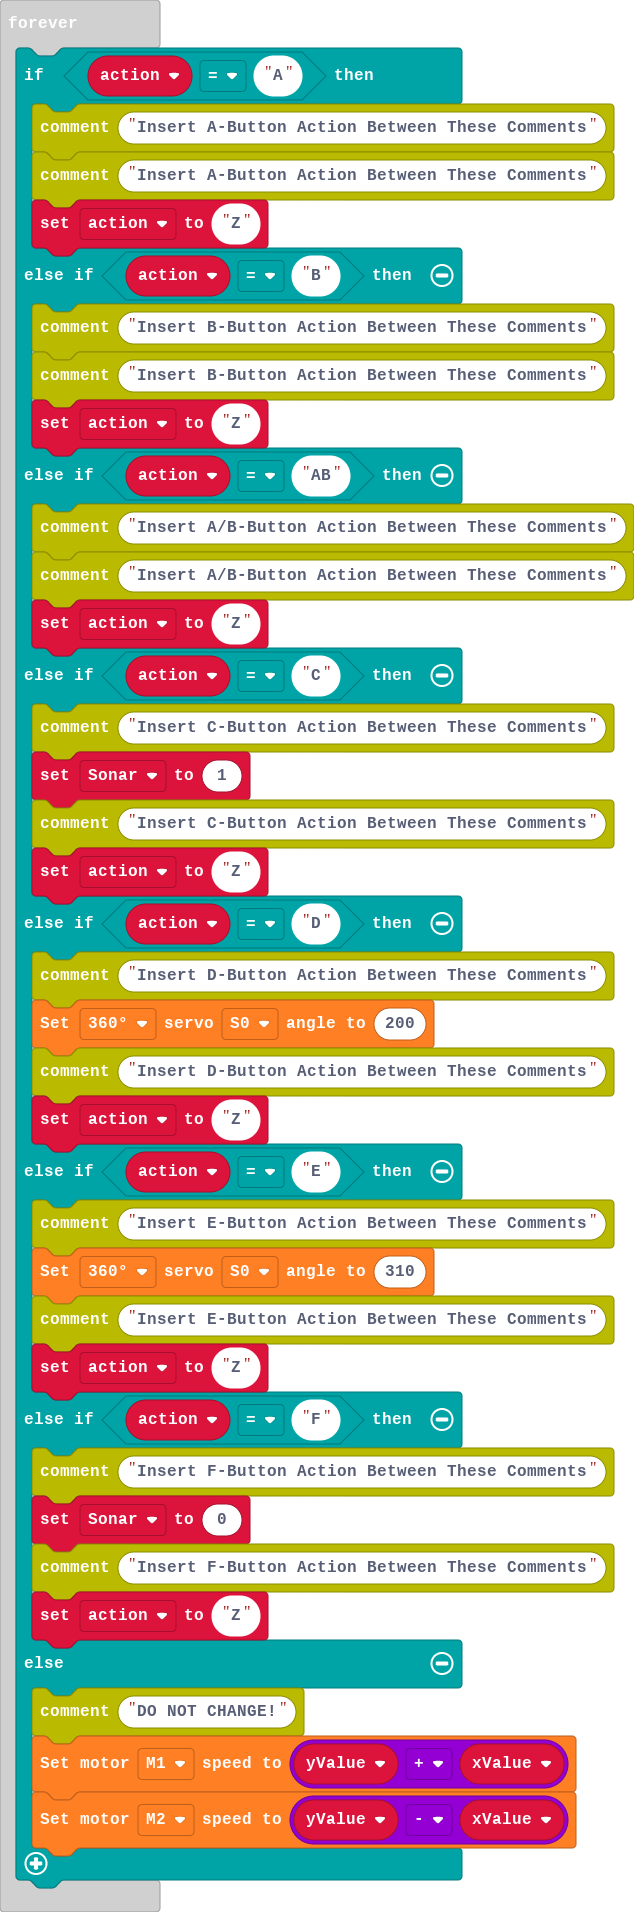 forever
if action = "A" then
comment "Insert A-Button Action Between These Comments"
comment "Insert A-Button Action Between These Comments"
set action to "Z"
else if action = "B" then
comment "Insert B-Button Action Between These Comments"
comment "Insert B-Button Action Between These Comments"
set action to "Z"
else if action = "AB" then
comment "Insert A/B-Button Action Between These Comments"
comment "Insert A/B-Button Action Between These Comments"
set action to "Z"
else if action = "C" then
comment "Insert C-Button Action Between These Comments"
set Sonar to 1
comment "Insert C-Button Action Between These Comments"
set action to "Z"
else if action = "D" then
comment "Insert D-Button Action Between These Comments"
Set 360° servo S0 angle to 200
comment "Insert D-Button Action Between These Comments"
set action to "Z"
else if action = "E" then
comment "Insert E-Button Action Between These Comments"
Set 360° servo S0 angle to 310
comment "Insert E-Button Action Between These Comments"
set action to "Z"
else if action = "F" then
comment "Insert F-Button Action Between These Comments"
set Sonar to 0
comment "Insert F-Button Action Between These Comments"
set action to "Z"
else
comment "DO NOT CHANGE!"
Set motor M1 speed to yValue + xValue
Set motor M2 speed to yValue - xValue